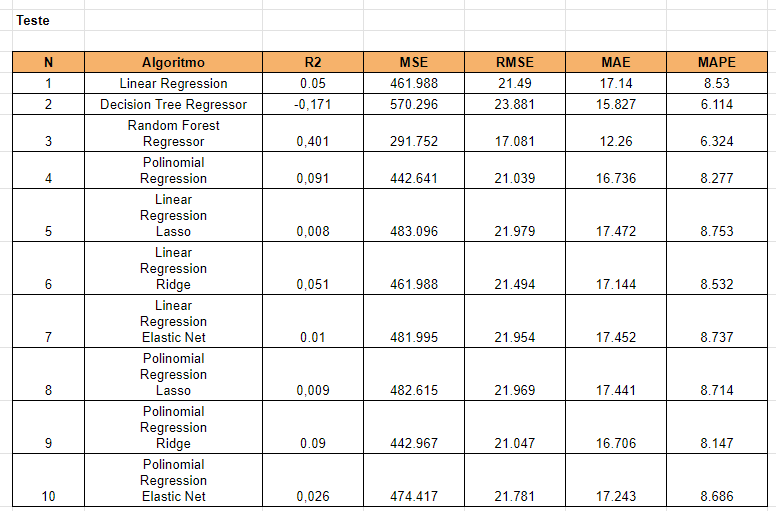 Teste
N Algoritmo R2 MSE RMSE MAE MAPE
1 Linear Regression 0.05 461.988 21.49 17.14 8.53
2 Decision Tree Regressor -0,171 570.296 23.881 15.827 6.114
Random Forest
3 Regressor 0,401 291.752 17.081 12.26 6.324
Polinomial
4 Regression 0,091 442.641 21.039 16.736 8.277
Linear
Regression
5 Lasso 0,008 483.096 21.979 17.472 8.753
Linear
Regression
6 Ridge 0,051 461.988 21.494 17.144 8.532
Linear
Regression
7 Elastic Net 0.01 481.995 21.954 17.452 8.737
Polinomial
Regression
8 Lasso 0,009 482.615 21.969 17.441 8.714
Polinomial
Regression
9 Ridge 0.09 442.967 21.047 16.706 8.147
Polinomial
Regression
10 Elastic Net 0,026 474.417 21.781 17.243 8.686